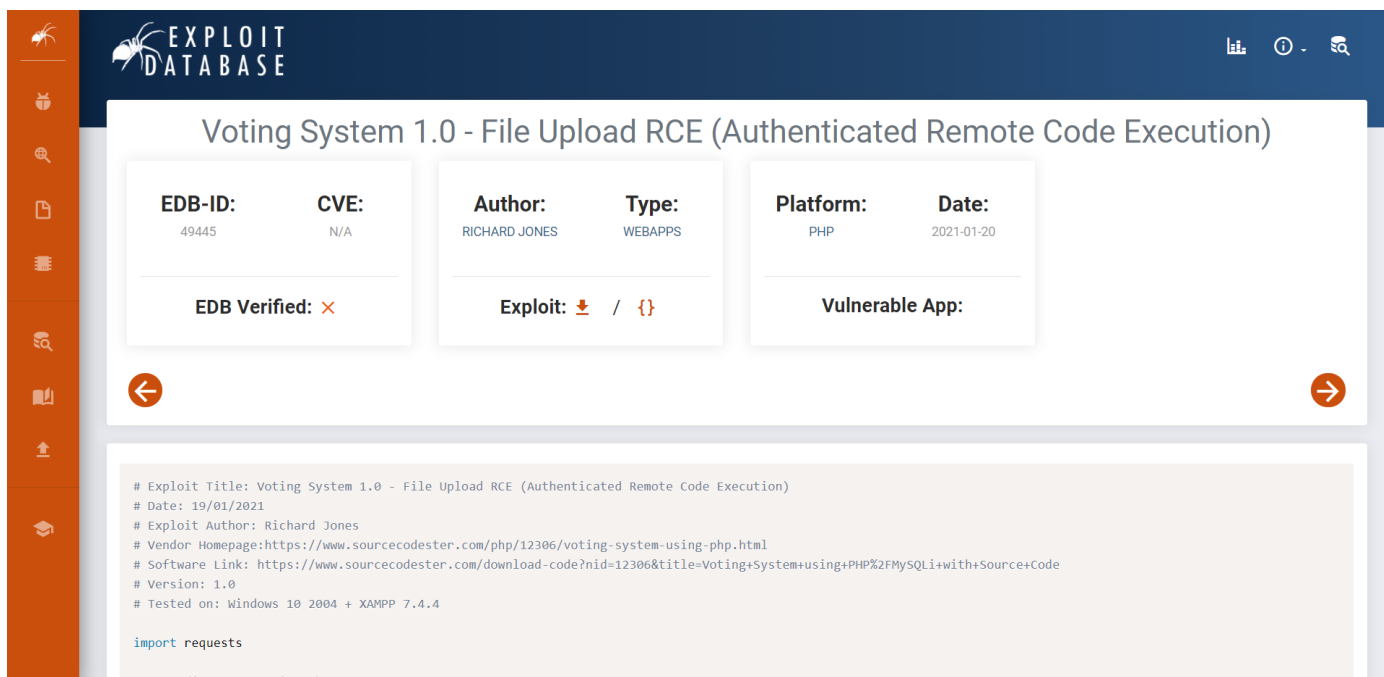 EXPLOIT
DATABASE
Voting System 1.0 - File Upload RCE (Authenticated Remote Code Execution)
EDB-ID:
49445
CVE:
N/A
EDB Verified: ×
Author:
RICHARD JONES
Type:
WEBAPPS
Exploit: / {}
Platform:
PHP
Date:
2021-01-20
Vulnerable App:
# Exploit Title: Voting System 1.0 - File Upload RCE (Authenticated Remote Code Execution)
# Date: 19/01/2021
# Exploit Author: Richard Jones
# Vendor Homepage:https://www.sourcecodester.com/php/12306/voting-system-using-php.html
# Software Link: https://www.sourcecodester.com/download-code?nid=12306&title=Voting+System+using+PHP%2FMySQLi+with+Source+Code
# Version: 1.0
# Tested on: Windows 10 2004 + XAMPP 7.4.4
import requests